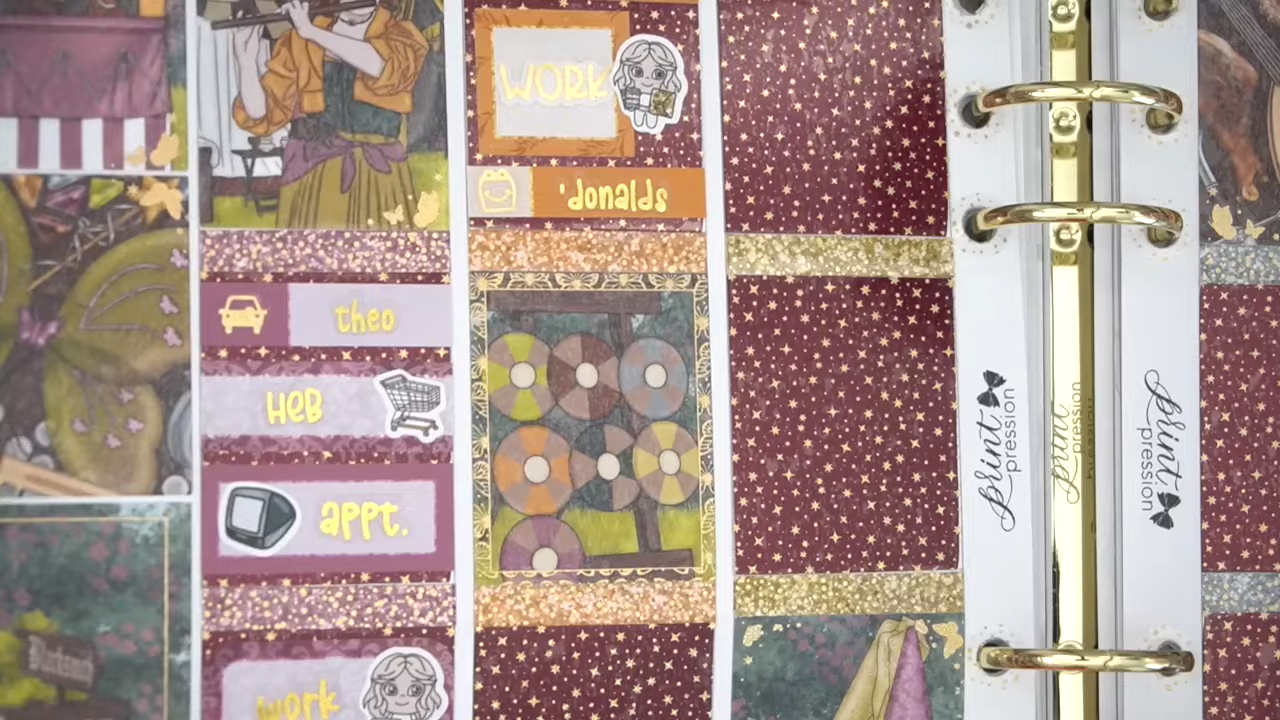 WORK
'donalds
theo
HEB
appt.
work
print
pression
print
pression
print
pression